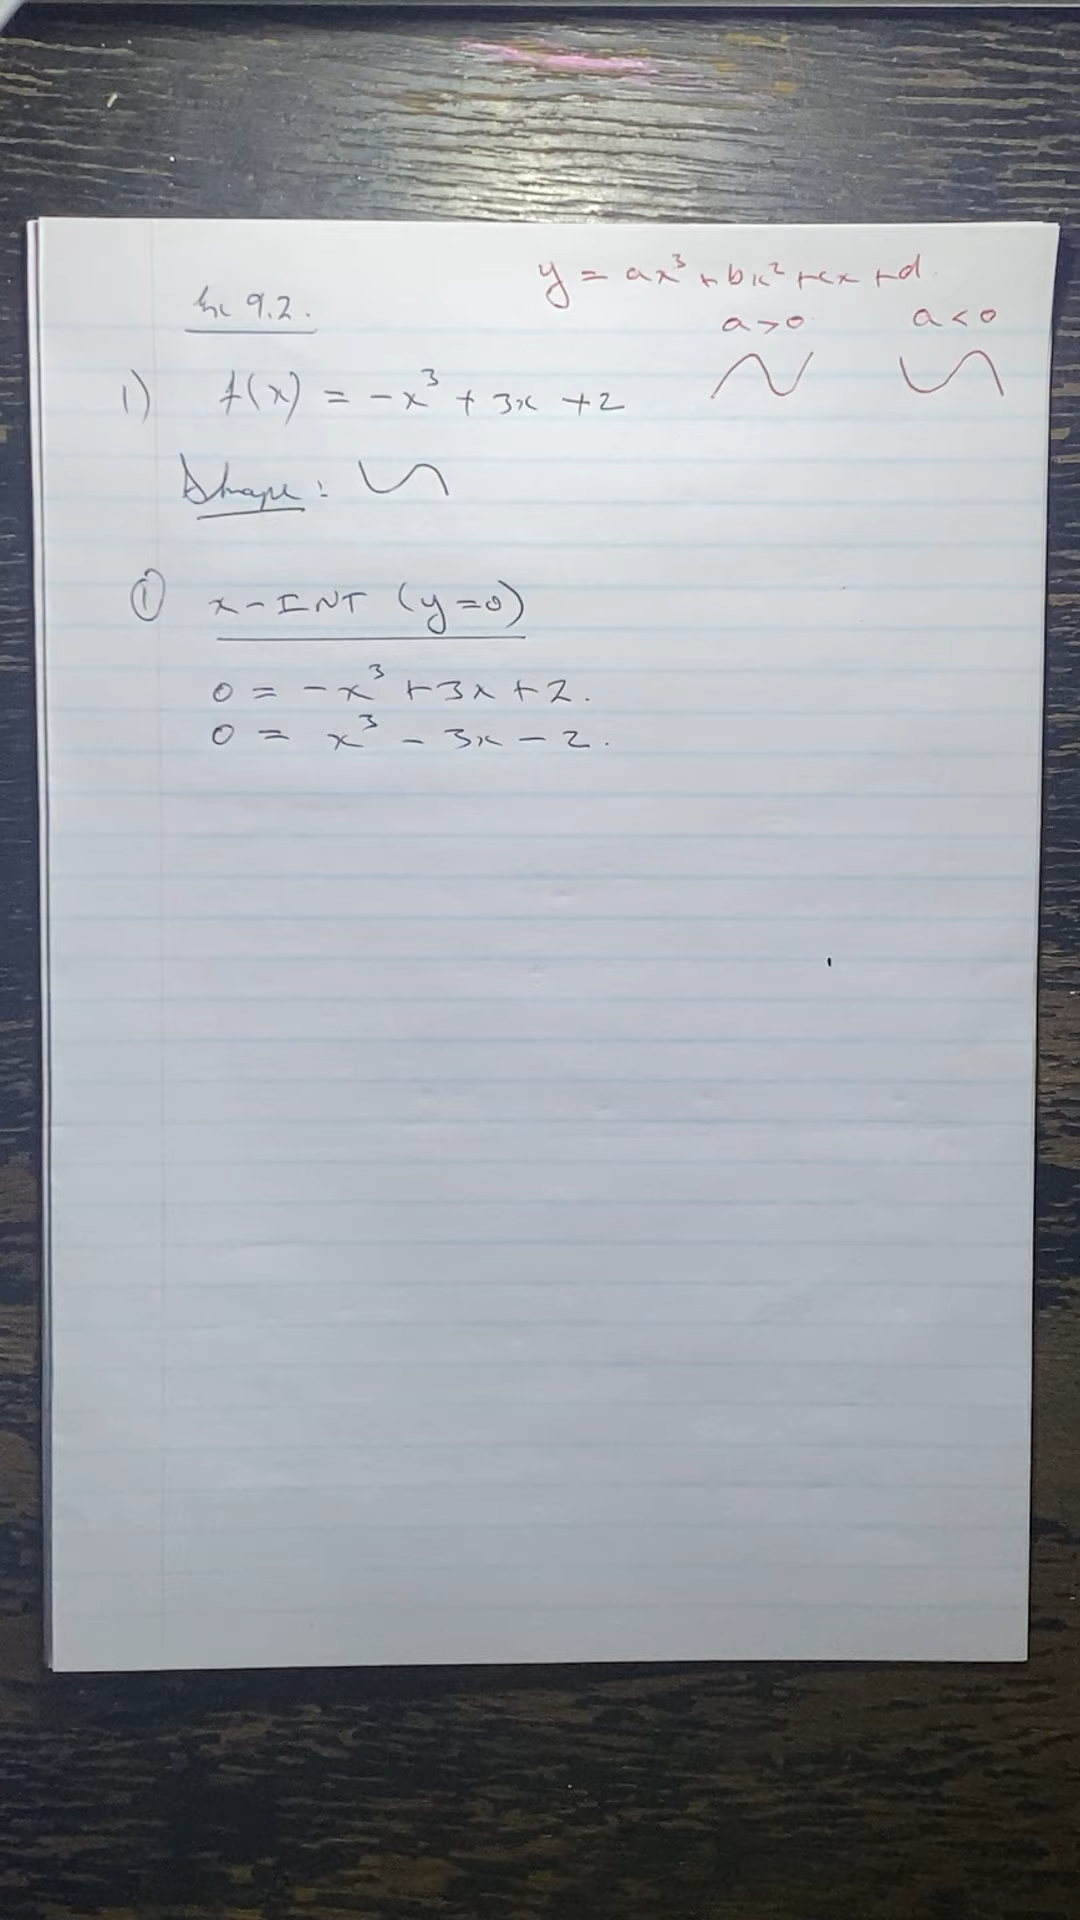 y = ax³ + bx² + cx + d.
Ex 9.2.
a > 0 a < 0
1) f(x) = -x³ + 3x + 2
Shape:
① x-INT (y=0)
0 = -x³ + 3x + 2.
0 = x³ - 3x - 2.